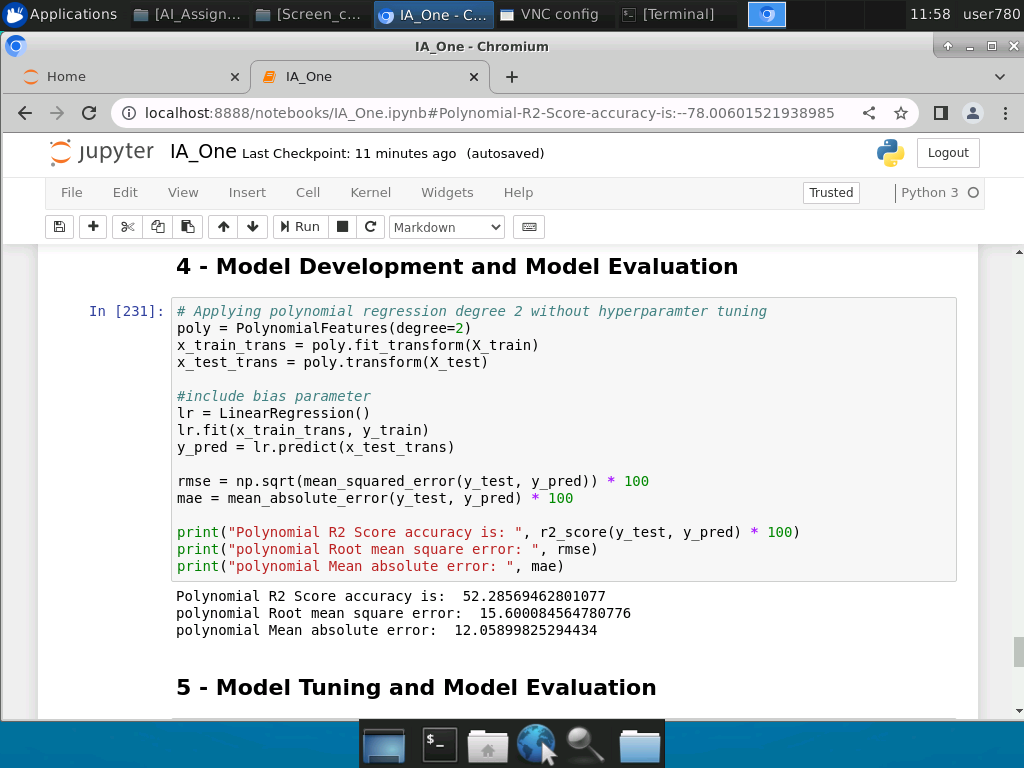 Applications [AI_Assign... [Screen_c... IA_One - C... VNC config [Terminal] 11:58 user780
IA_One - Chromium
Home IA_One
localhost:8888/notebooks/IA_One.ipynb#Polynomial-R2-Score-accuracy-is:--78.00601521938985
jupyter IA_One Last Checkpoint: 11 minutes ago (autosaved) Logout
File Edit View Insert Cell Kernel Widgets Help Trusted Python 3
Run Markdown
4 - Model Development and Model Evaluation
In [231]: # Applying polynomial regression degree 2 without hyperparamter tuning
poly = PolynomialFeatures(degree=2)
x_train_trans = poly.fit_transform(X_train)
x_test_trans = poly.transform(X_test)
#include bias parameter
lr = LinearRegression()
lr.fit(x_train_trans, y_train)
y_pred = lr.predict(x_test_trans)
rmse = np.sqrt(mean_squared_error(y_test, y_pred)) * 100
mae = mean_absolute_error(y_test, y_pred) * 100
print("Polynomial R2 Score accuracy is: ", r2_score(y_test, y_pred) * 100)
print("polynomial Root mean square error: ", rmse)
print("polynomial Mean absolute error: ", mae)
Polynomial R2 Score accuracy is:  52.28569462801077
polynomial Root mean square error:  15.600084564780776
polynomial Mean absolute error:  12.05899825294434
5 - Model Tuning and Model Evaluation